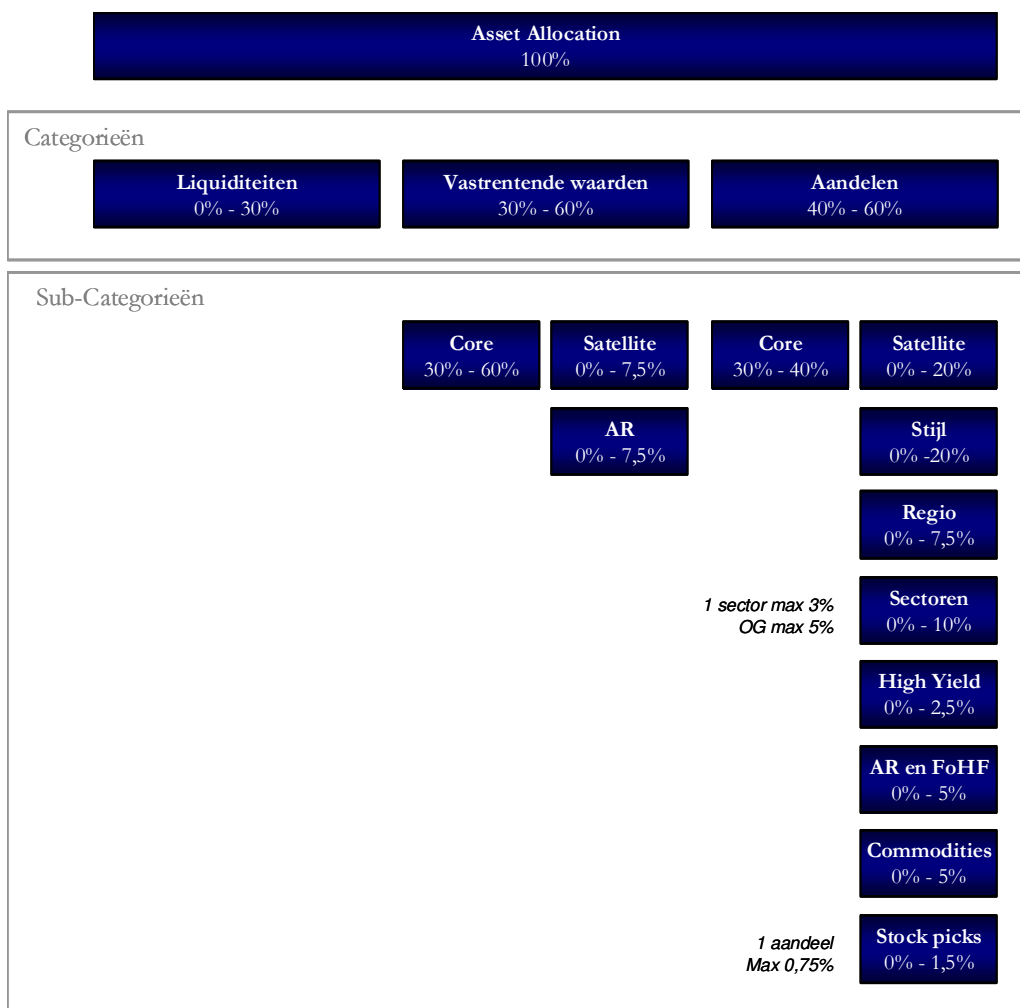 Asset Allocation
100%
Categorieën
Liquiditeiten
0% - 30%
Vastrentende waarden
30% - 60%
Aandelen
40% - 60%
Sub-Categorieën
Core
30% - 60%
Satellite
0% - 7,5%
Core
30% - 40%
Satellite
0% - 20%
AR
0% - 7,5%
Stijl
0% -20%
Regio
0% - 7,5%
1 sector max 3%
OG max 5%
Sectoren
0% - 10%
High Yield
0% - 2,5%
AR en FoHF
0% - 5%
Commodities
0% - 5%
1 aandeel
Max 0,75%
Stock picks
0% - 1,5%